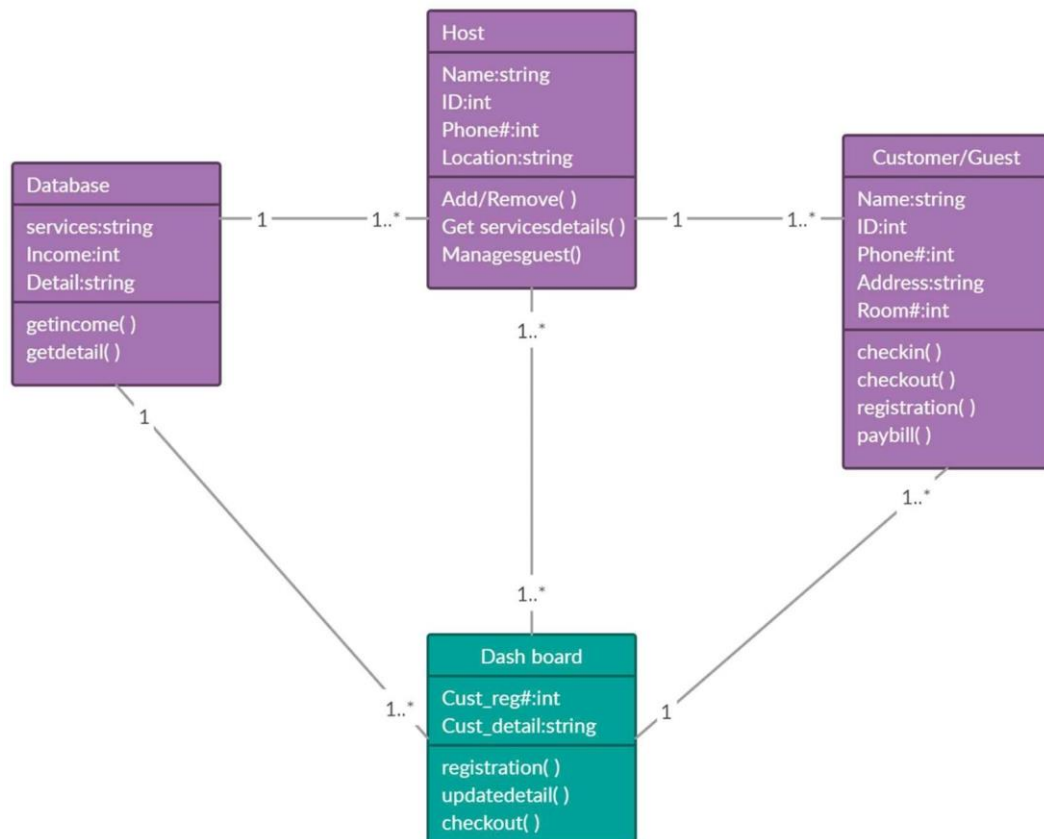 Host
Name:string
ID:int
Phone#:int
Location:string
Add/Remove( )
Get servicesdetails( )
Managesguest()
Customer/Guest
Name:string
ID:int
Phone#:int
Address:string
Room#:int
checkin( )
checkout( )
registration( )
paybill( )
Database
services:string
Income:int
Detail:string
getincome( )
getdetail( )
1
1..*
1
1..*
1..*
1..*
1
1..*
1..*
1
Dash board
Cust_reg#:int
Cust_detail:string
registration( )
updatedetail( )
checkout( )